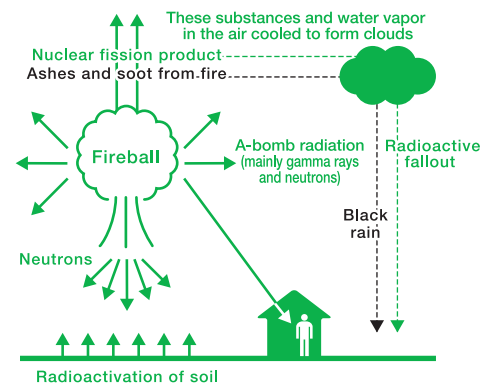 These substances and water vapor
in the air cooled to form clouds
Nuclear fission product
Ashes and soot from fire
Fireball
A-bomb radiation
(mainly gamma rays
and neutrons)
Radioactive
fallout
Black
rain
Neutrons
Radioactivation of soil